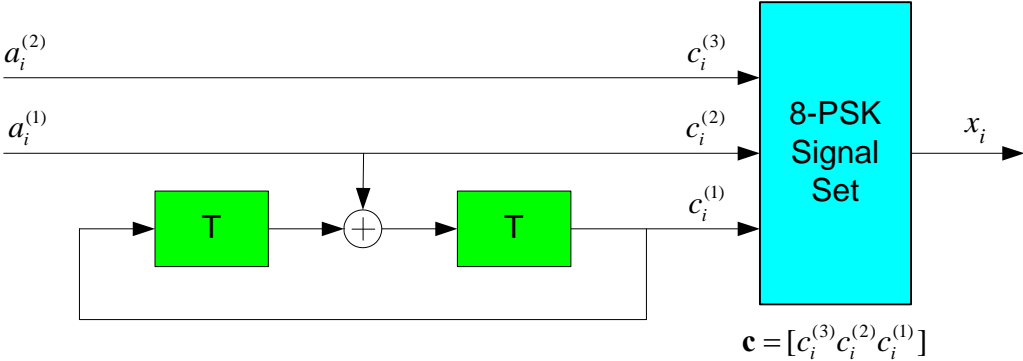 a_i^{(2)}
c_i^{(3)}
a_i^{(1)}
c_i^{(2)}
8-PSK
Signal
Set
x_i
T
+
T
c_i^{(1)}
c = [c_i^{(3)} c_i^{(2)} c_i^{(1)}]